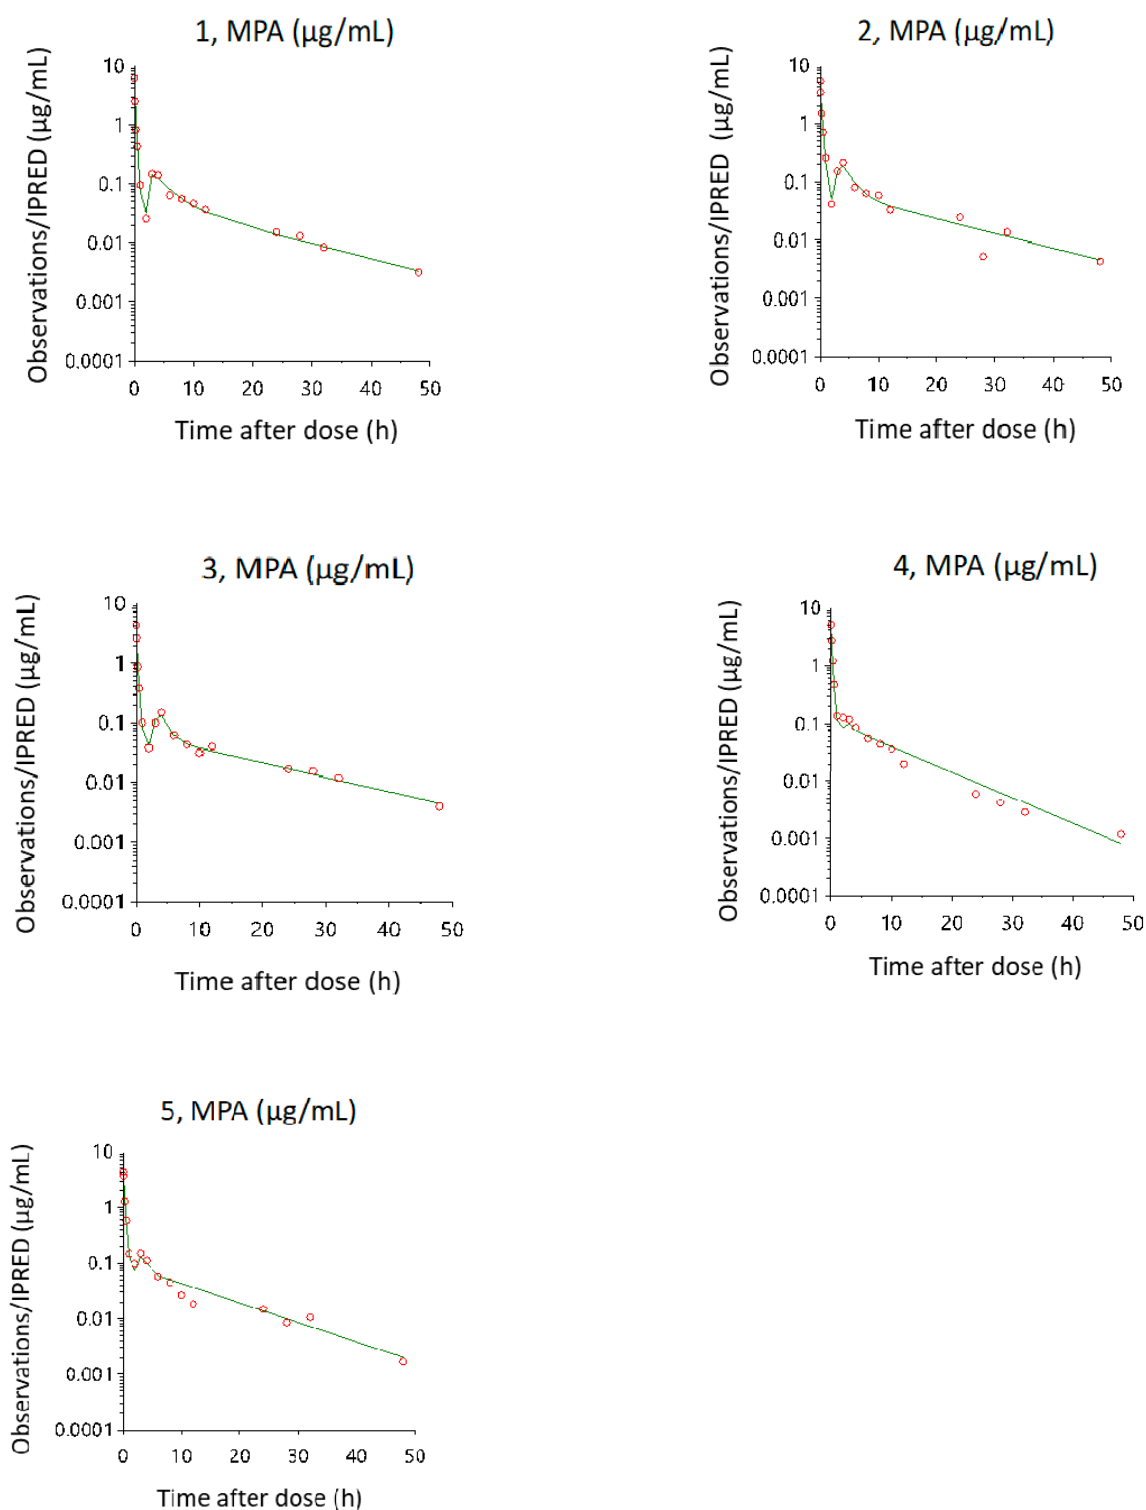 1, MPA (µg/mL)
Observations/IPRED (µg/mL)
10
1
0.1
0.01
0.001
0.0001
0 10 20 30 40 50
Time after dose (h)
2, MPA (µg/mL)
Observations/IPRED (µg/mL)
10
1
0.1
0.01
0.001
0.0001
0 10 20 30 40 50
Time after dose (h)
3, MPA (µg/mL)
Observations/IPRED (µg/mL)
10
1
0.1
0.01
0.001
0.0001
0 10 20 30 40 50
Time after dose (h)
4, MPA (µg/mL)
Observations/IPRED (µg/mL)
10
1
0.1
0.01
0.001
0.0001
0 10 20 30 40 50
Time after dose (h)
5, MPA (µg/mL)
Observations/IPRED (µg/mL)
10
1
0.1
0.01
0.001
0.0001
0 10 20 30 40 50
Time after dose (h)